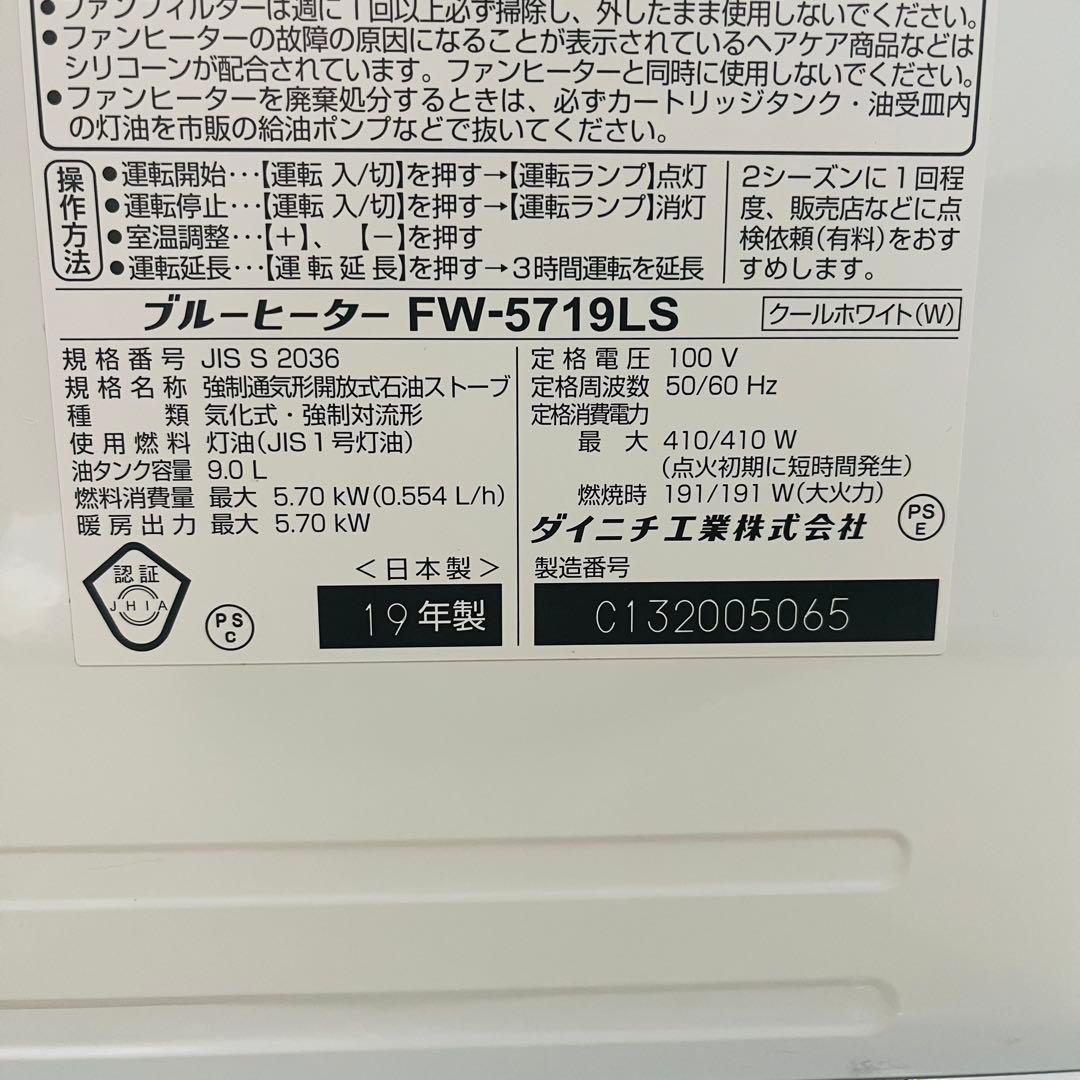 ●ファンフィルターは週に1回以上必ず掃除し、外したまま使用しないでください。
●ファンヒーターの故障の原因になることが表示されているヘアケア商品などは
シリコーンが配合されています。ファンヒーターと同時に使用しないでください。
●ファンヒーターを廃棄処分するときは、必ずカートリッジタンク・油受皿内
の灯油を市販の給油ポンプなどで抜いてください。
操作方法
●運転開始･･･【運転 入/切】を押す→【運転ランプ】点灯
●運転停止･･･【運転 入/切】を押す→【運転ランプ】消灯
●室温調整･･･【＋】、【－】を押す
●運転延長･･･【運転延長】を押す→3時間運転を延長
2シーズンに1回程
度、販売店などに点
検依頼(有料)をおす
すめします。
ブルーヒーター FW-5719LS
クールホワイト(W)
規格番号 JIS S 2036
規格名称 強制通気形開放式石油ストーブ
種類 気化式・強制対流形
使用燃料 灯油(JIS1号灯油)
油タンク容量 9.0 L
燃料消費量 最大 5.70 kW(0.554 L/h)
暖房出力 最大 5.70 kW
定格電圧 100 V
定格周波数 50/60 Hz
定格消費電力
最大 410/410 W
(点火初期に短時間発生)
燃焼時 191/191 W(大火力)
ダイニチ工業株式会社
PS
E
認証
JHIA
PS
C
＜日本製＞
19年製
製造番号
C132005065